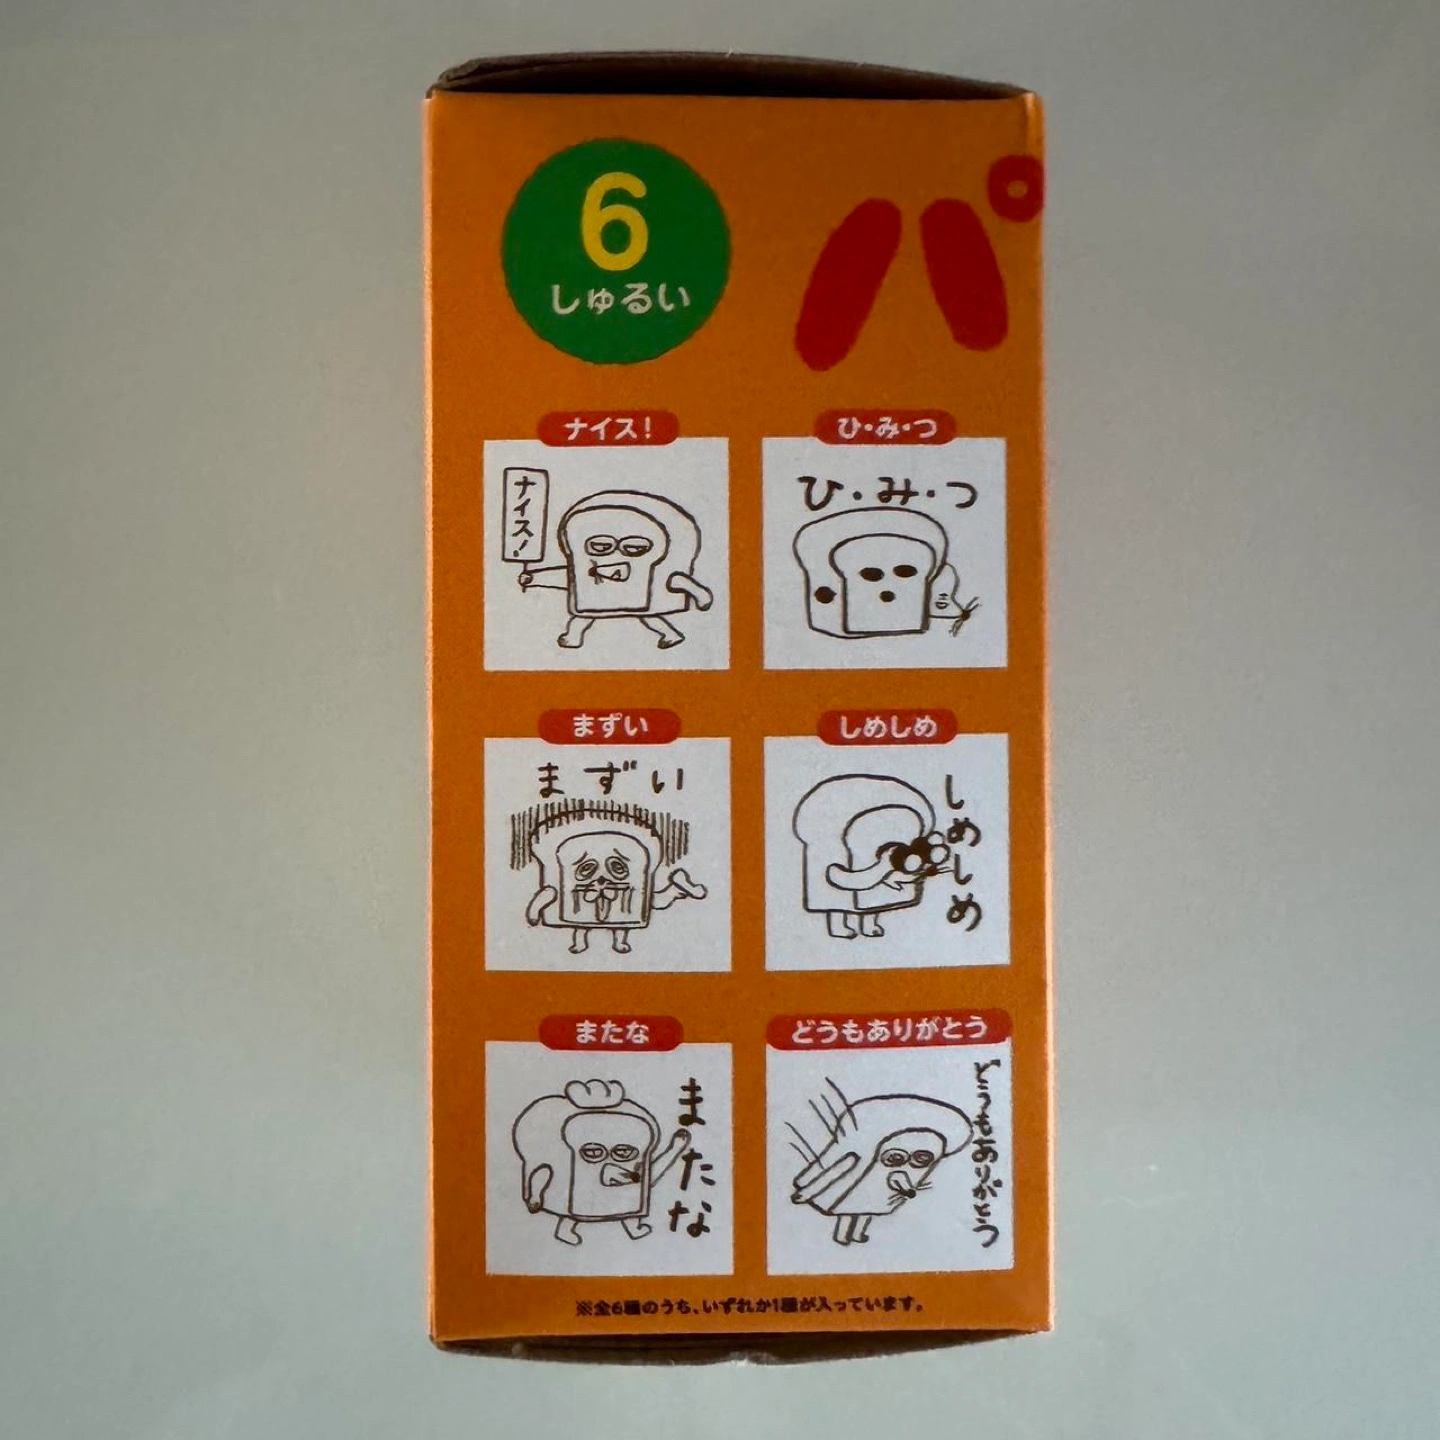 6
しゅるい
パ
ナイス!
ナイス!
ひ・み・つ
ひ・み・つ
まずい
まずい
しめしめ
しめしめ
またな
またな
どうもありがとう
どうもありがとう
※全6種のうち、いずれか1種が入っています。